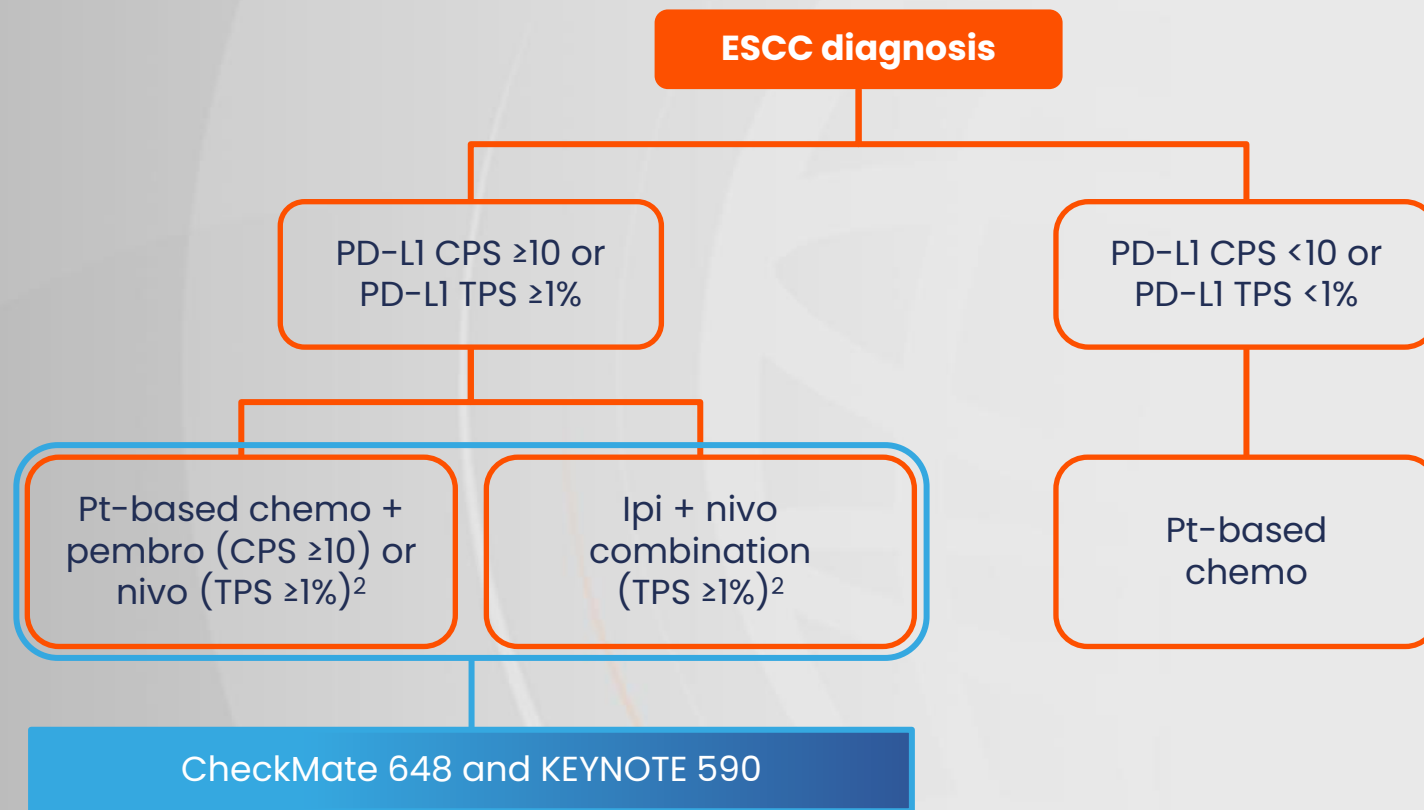 ESCC diagnosis
PD-L1 CPS ≥10 or
PD-L1 TPS ≥1%
PD-L1 CPS <10 or
PD-L1 TPS <1%
Pt-based chemo +
pembro (CPS ≥10) or
nivo (TPS ≥1%)²
Ipi + nivo
combination
(TPS ≥1%)²
Pt-based
chemo
CheckMate 648 and KEYNOTE 590